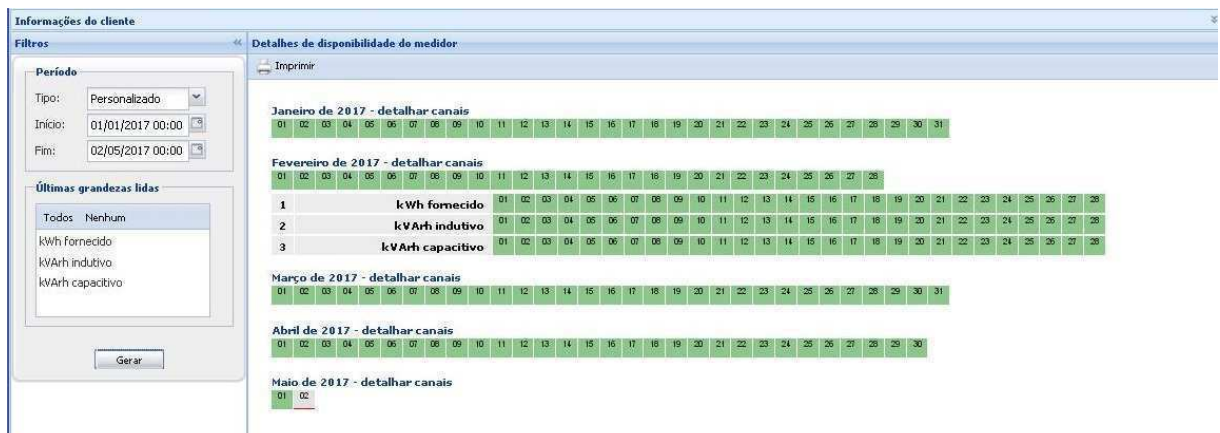 Informações do cliente
Filtros
Período
Tipo: Personalizado
Início: 01/01/2017 00:00
Fim: 02/05/2017 00:00
Últimas grandezas lidas
Todos Nenhum
kWh fornecido
kVArh indutivo
kVArh capacitivo
Gerar
Detalhes de disponibilidade do medidor
Imprimir
Janeiro de 2017 - detalhar canais
01 02 03 04 05 06 07 08 09 10 11 12 13 14 15 16 17 18 19 20 21 22 23 24 25 26 27 28 29 30 31
Fevereiro de 2017 - detalhar canais
01 02 03 04 05 06 07 08 09 10 11 12 13 14 15 16 17 18 19 20 21 22 23 24 25 26 27 28
1 kWh fornecido 01 02 03 04 05 06 07 08 09 10 11 12 13 14 15 16 17 18 19 20 21 22 23 24 25 26 27 28
2 kVArh indutivo 01 02 03 04 05 06 07 08 09 10 11 12 13 14 15 16 17 18 19 20 21 22 23 24 25 26 27 28
3 kVArh capacitivo 01 02 03 04 05 06 07 08 09 10 11 12 13 14 15 16 17 18 19 20 21 22 23 24 25 26 27 28
Março de 2017 - detalhar canais
01 02 03 04 05 06 07 08 09 10 11 12 13 14 15 16 17 18 19 20 21 22 23 24 25 26 27 28 29 30 31
Abril de 2017 - detalhar canais
01 02 03 04 05 06 07 08 09 10 11 12 13 14 15 16 17 18 19 20 21 22 23 24 25 26 27 28 29 30
Maio de 2017 - detalhar canais
01 02